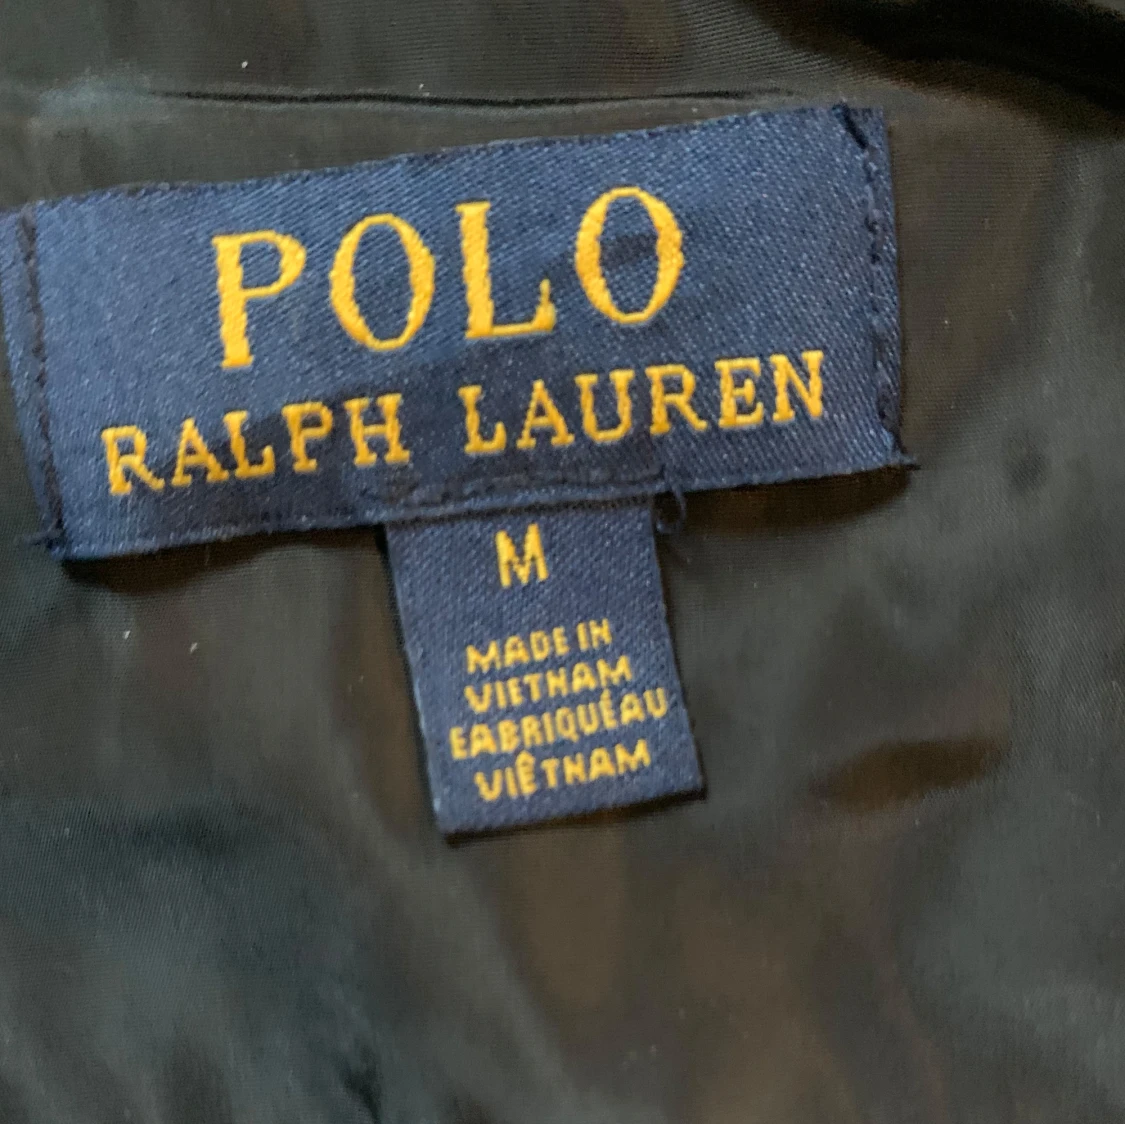 POLO
RALPH LAUREN
M
MADE IN
VIETNAM
FABRIQUÉ AU
VIÊTNAM